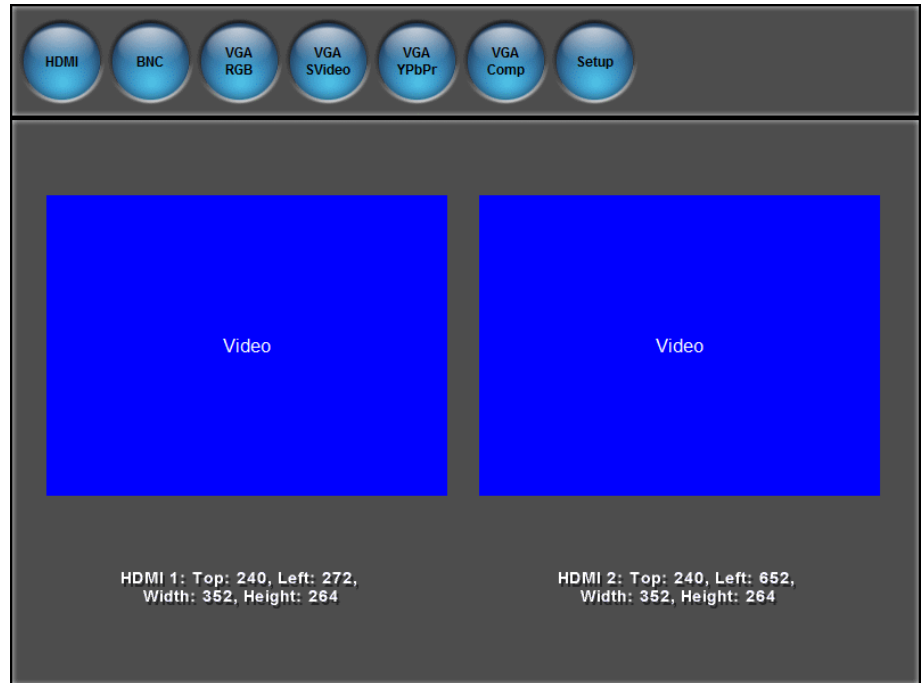 HDMI
BNC
VGA
RGB
VGA
SVideo
VGA
YPbPr
VGA
Comp
Setup
Video
Video
HDMI 1: Top: 240, Left: 272,
Width: 352, Height: 264
HDMI 2: Top: 240, Left: 652,
Width: 352, Height: 264